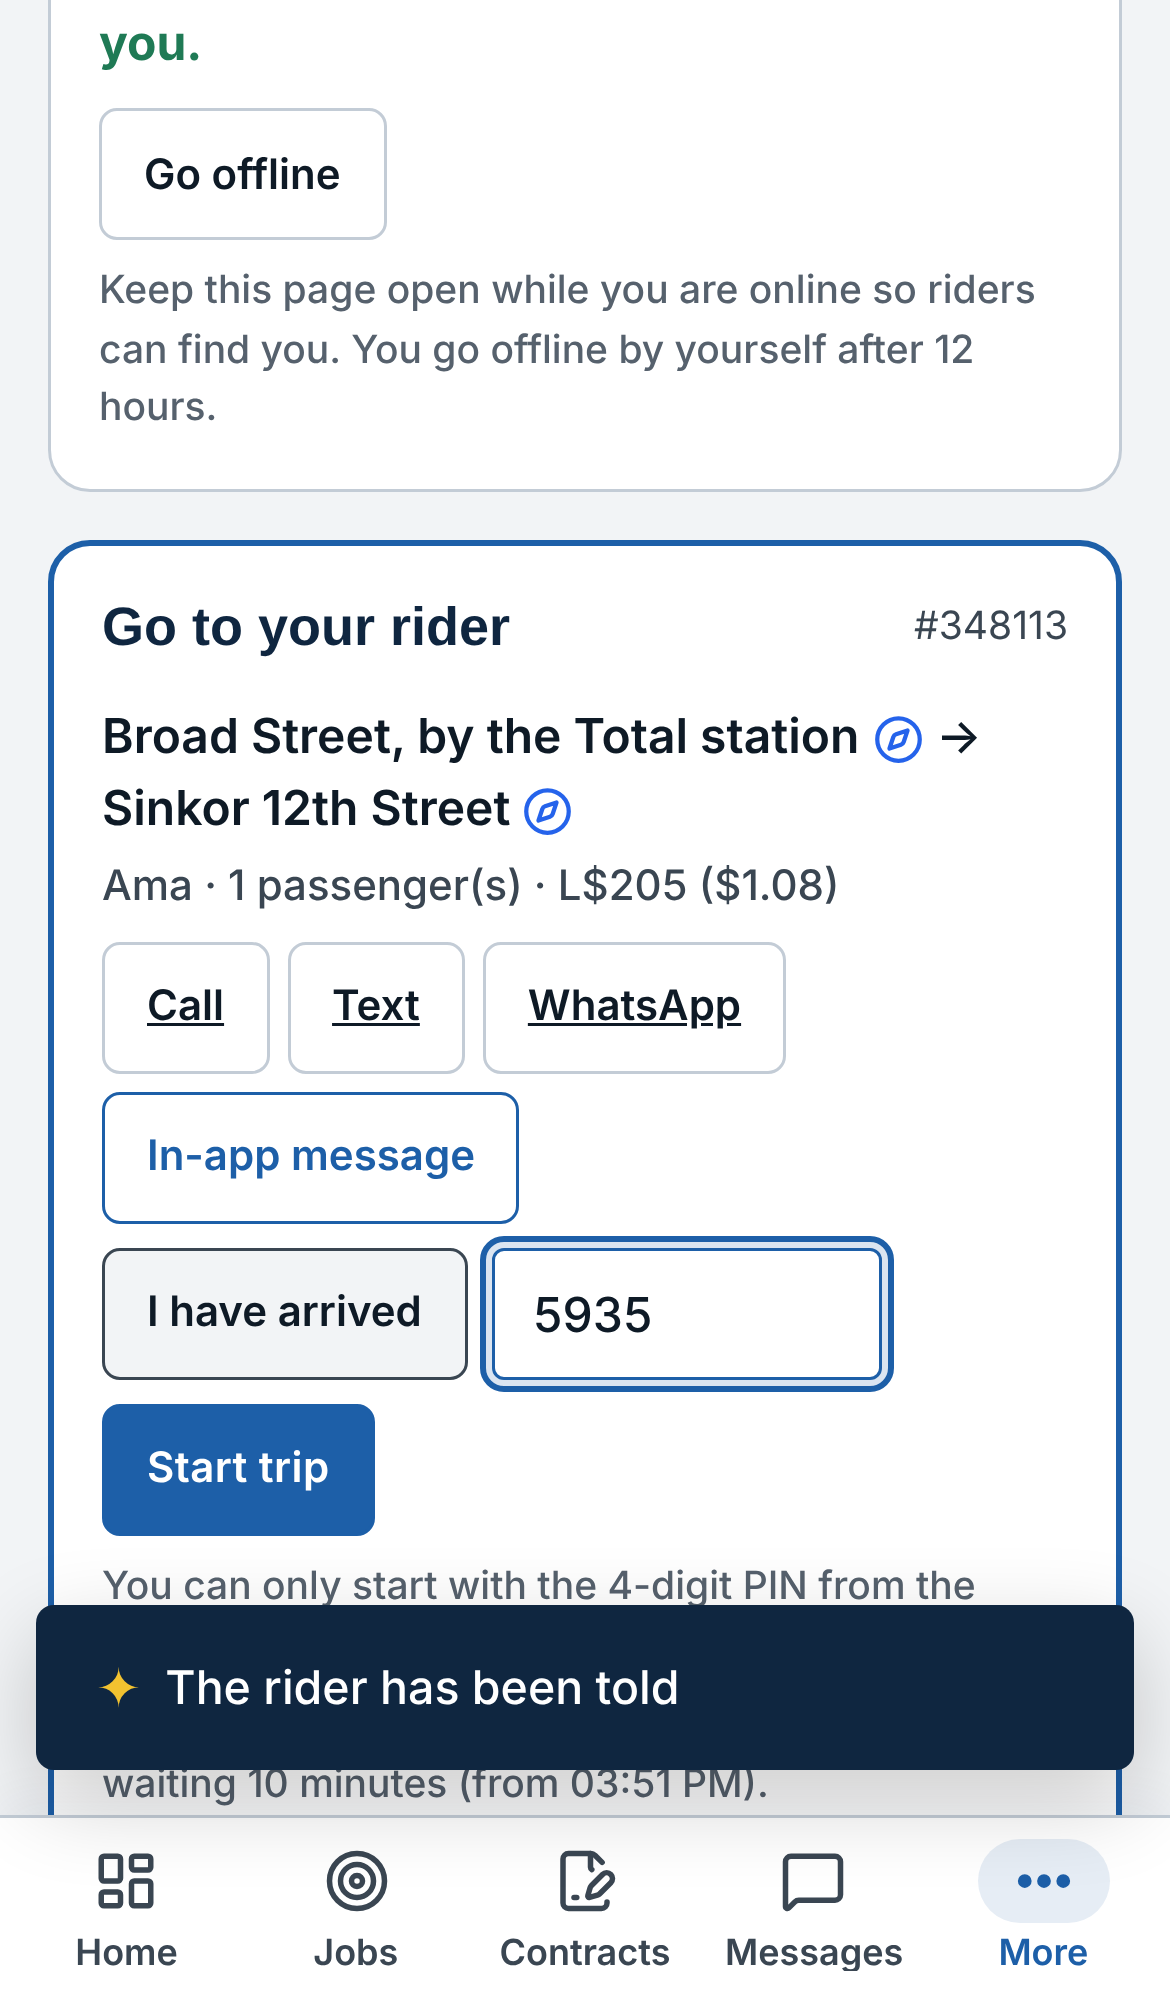 you.
Go offline
Keep this page open while you are online so riders
can find you. You go offline by yourself after 12
hours.
Go to your rider
#348113
Broad Street, by the Total station →
Sinkor 12th Street
Ama · 1 passenger(s) · L$205 ($1.08)
Call Text WhatsApp
In-app message
I have arrived 5935
Start trip
You can only start with the 4-digit PIN from the
The rider has been told
waiting 10 minutes (from 03:51 PM).
Home Jobs Contracts Messages More